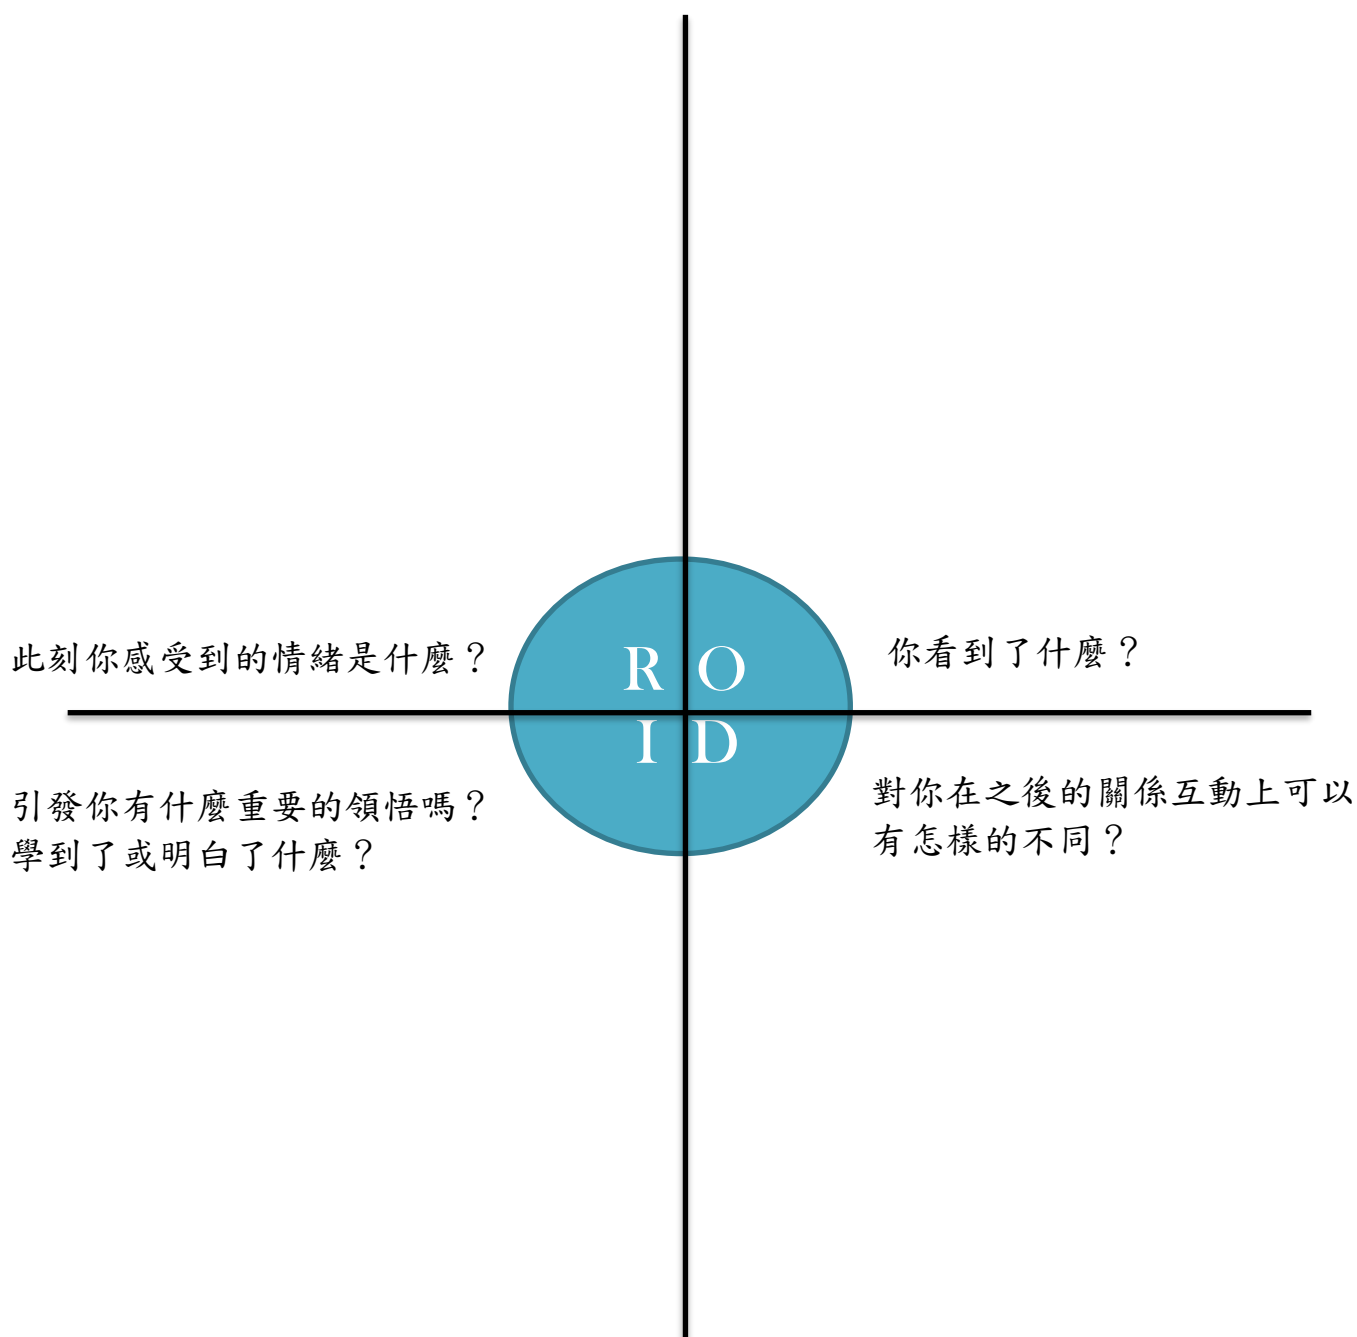 此刻你感受到的情緒是什麼？
R O
你看到了什麼？
I D
引發你有什麼重要的領悟嗎？
學到了或明白了什麼？
對你在之後的關係互動上可以
有怎樣的不同？